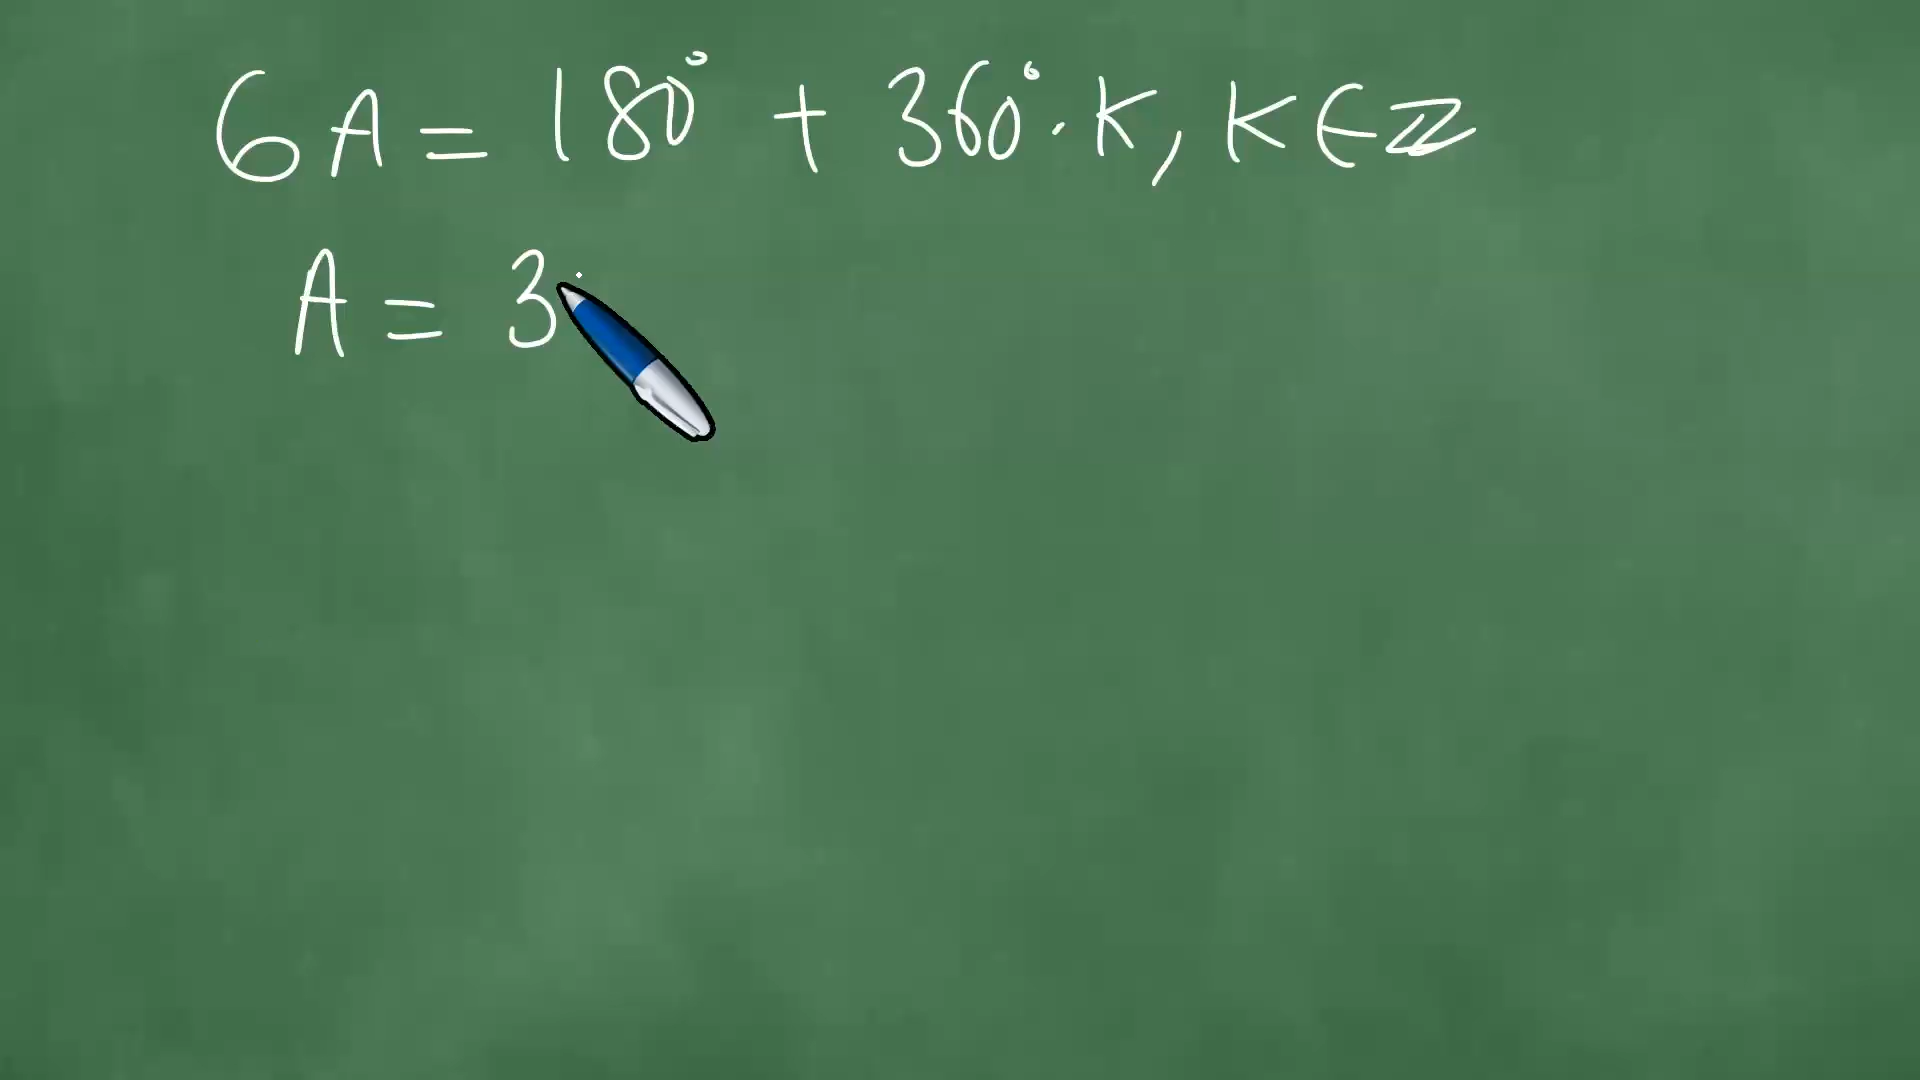 6A = 180° + 360°·K, K∈ℤ
A = 3